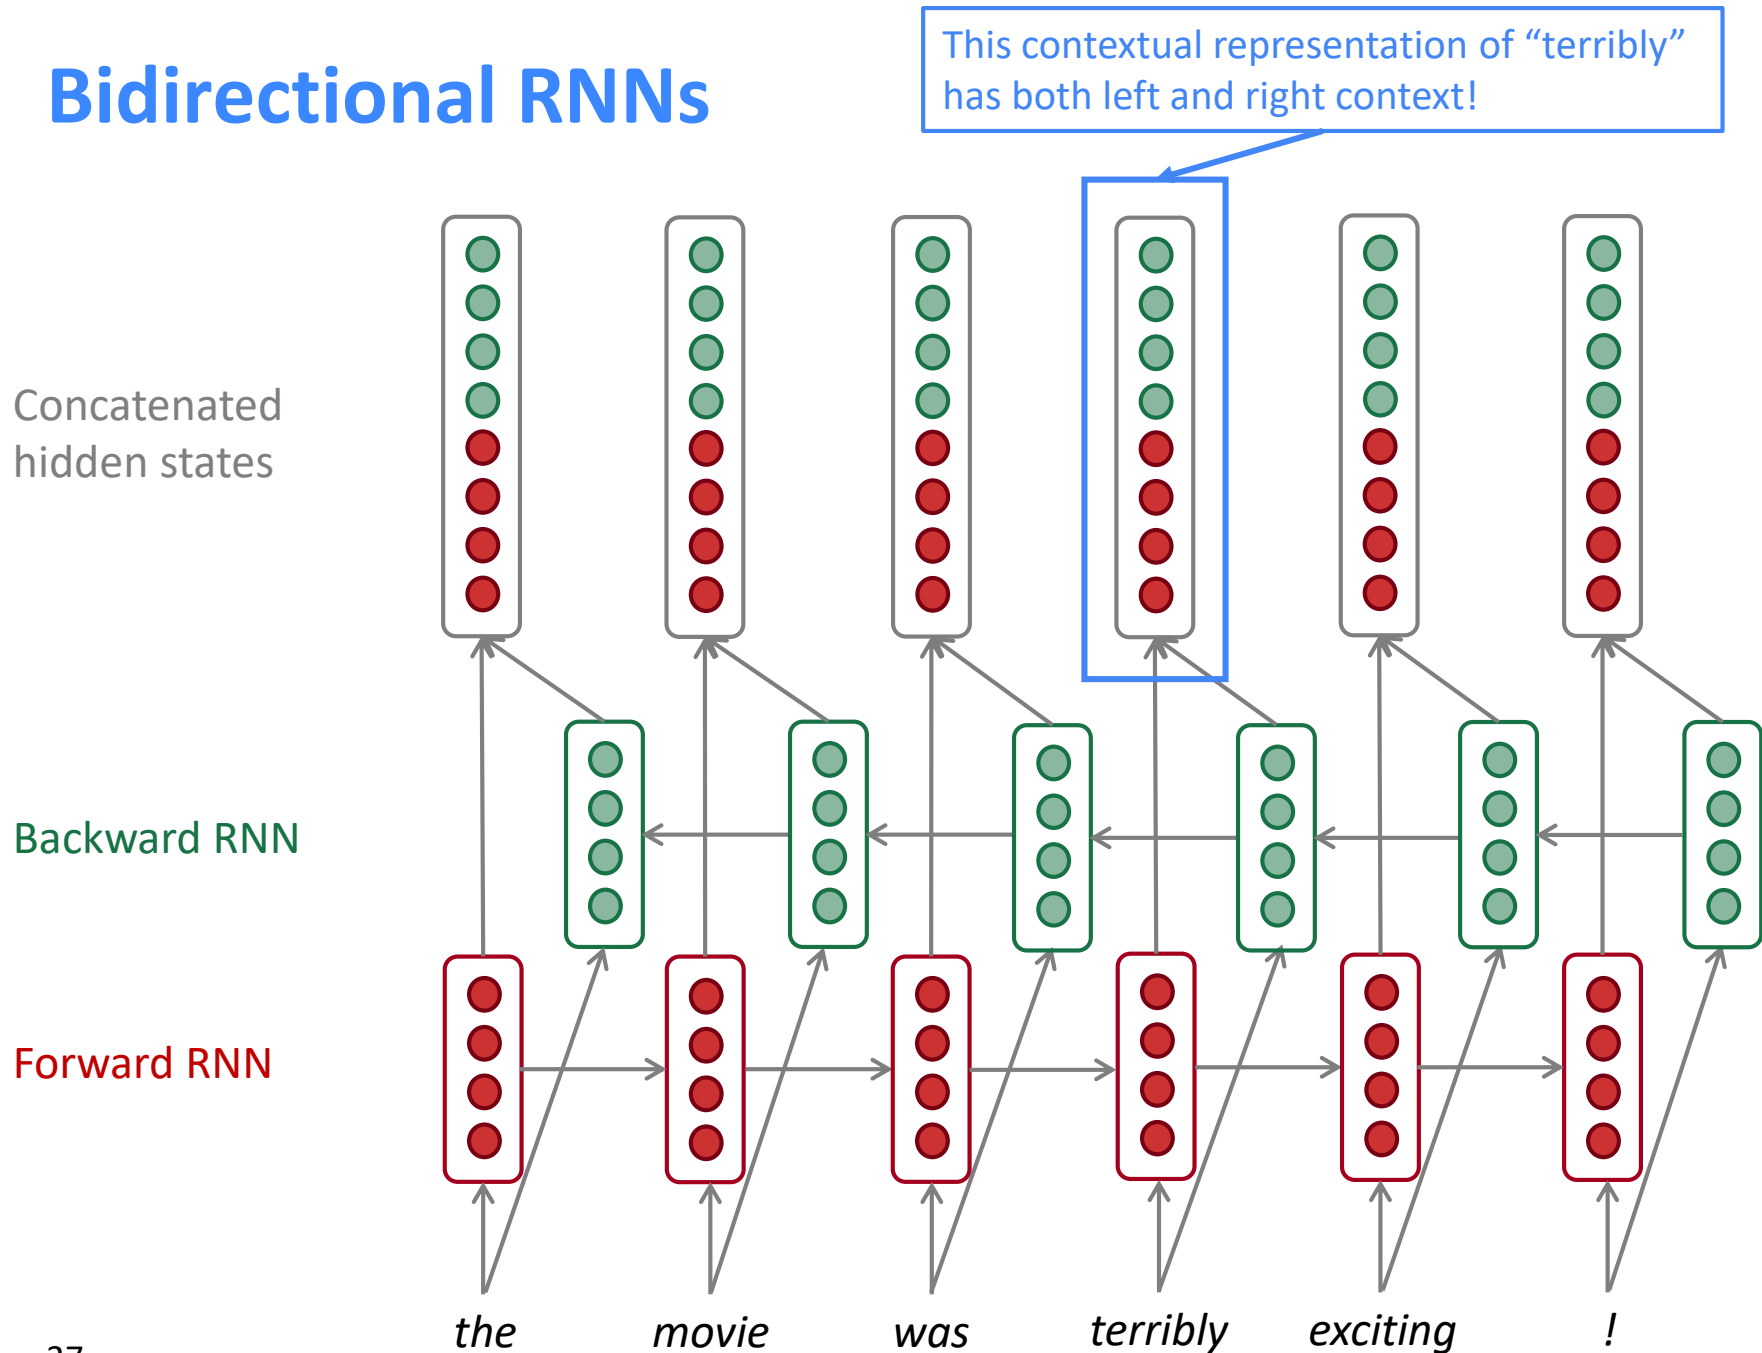 Bidirectional RNNs
This contextual representation of “terribly”
has both left and right context!
Concatenated
hidden states
Backward RNN
Forward RNN
the movie was terribly exciting !